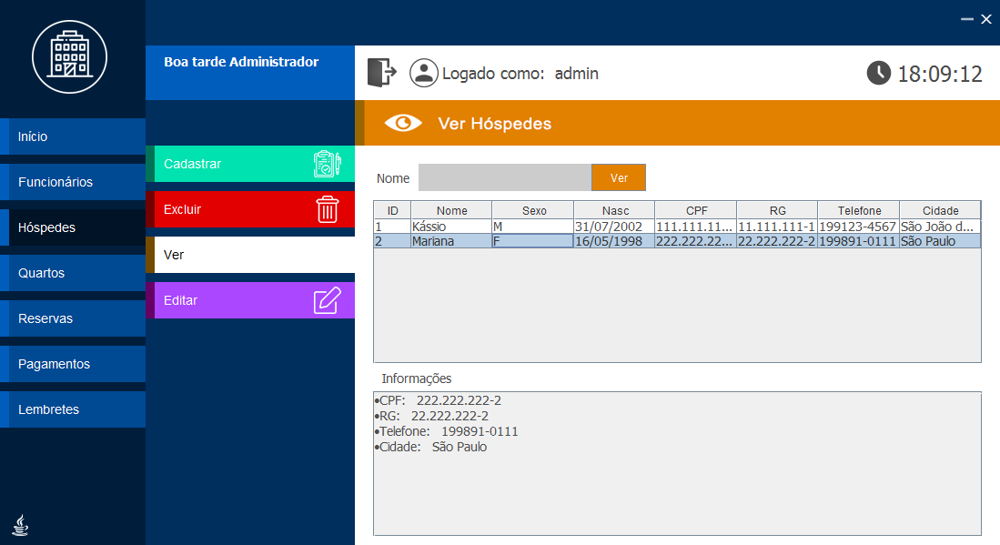 Boa tarde Administrador
Logado como: admin
18:09:12
Ver Hóspedes
Início
Funcionários
Hóspedes
Quartos
Reservas
Pagamentos
Lembretes
Cadastrar
Excluir
Ver
Editar
Nome
Ver
ID Nome Sexo Nasc CPF RG Telefone Cidade
1 Kássio M 31/07/2002 111.111.11... 11.111.111-1 199123-4567 São João d...
2 Mariana F 16/05/1998 222.222.22... 22.222.222-2 199891-0111 São Paulo
Informações
•CPF: 222.222.222-2
•RG: 22.222.222-2
•Telefone: 199891-0111
•Cidade: São Paulo